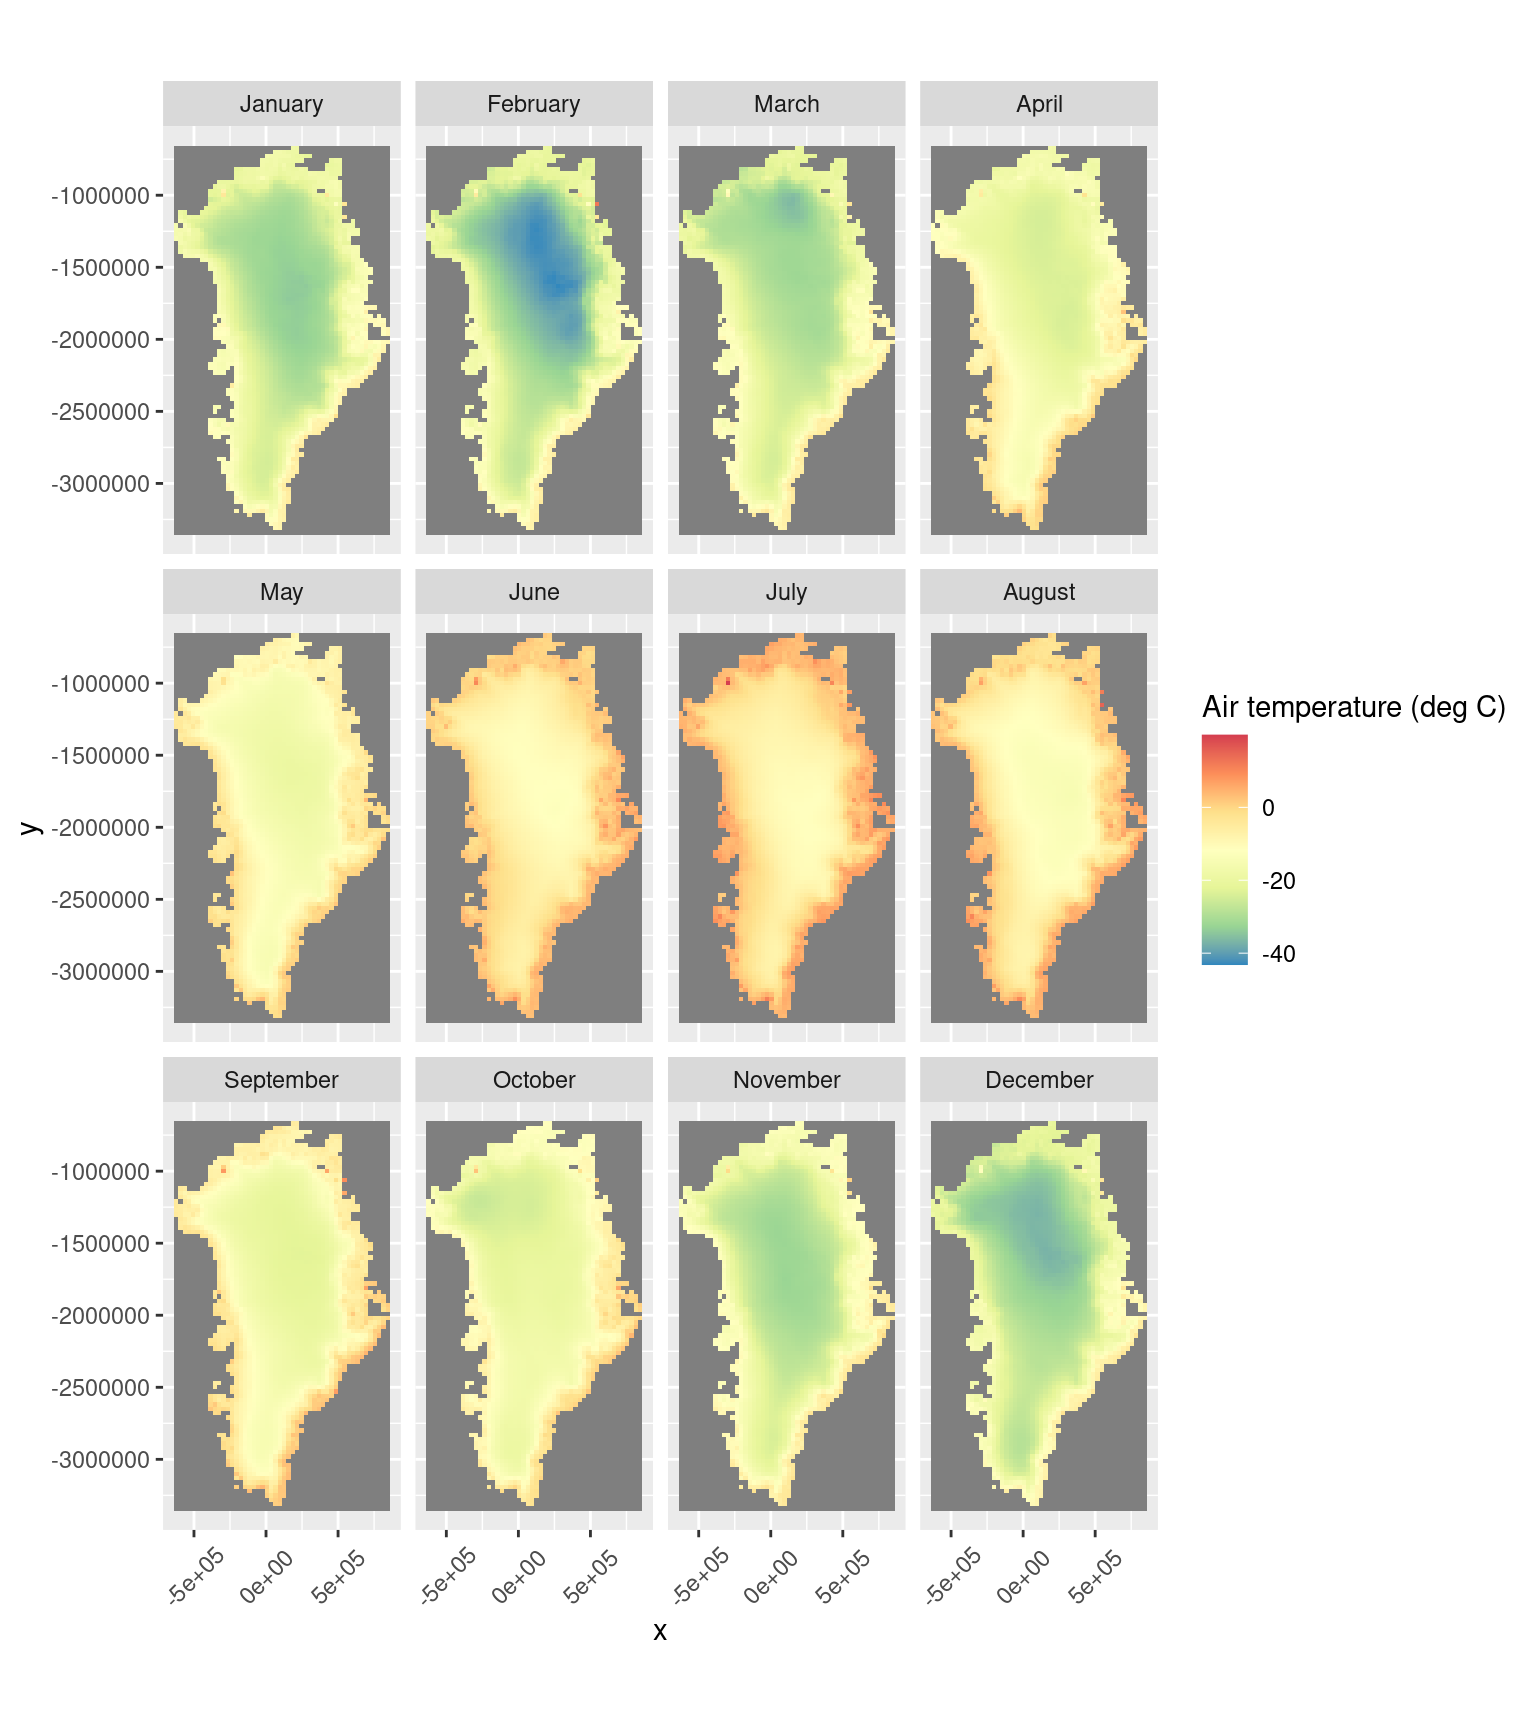 January February March April
-1000000
-1500000
-2000000
-2500000
-3000000
May June July August
-1000000
-1500000
-2000000
-2500000
-3000000
September October November December
-1000000
-1500000
-2000000
-2500000
-3000000
-5e+05 0e+00 5e+05 -5e+05 0e+00 5e+05 -5e+05 0e+00 5e+05 -5e+05 0e+00 5e+05
x
y
Air temperature (deg C)
0
-20
-40